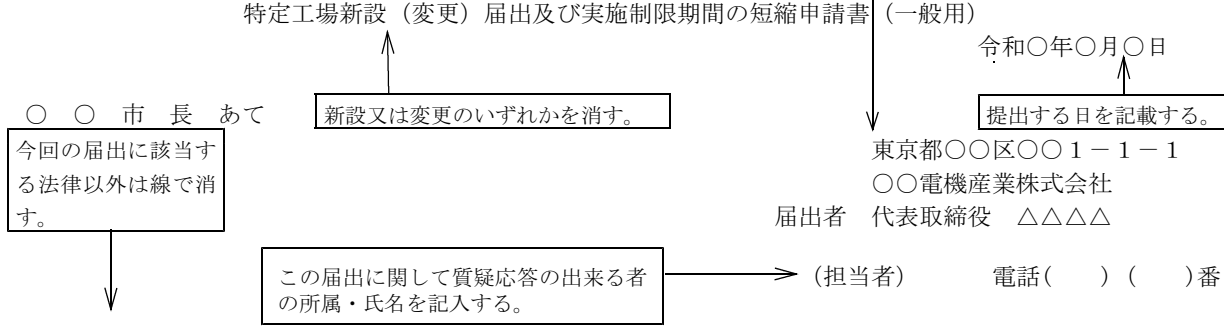 特定工場新設（変更）届出及び実施制限期間の短縮申請書（一般用）
令和○年○月○日
○　○　市　長　あて
新設又は変更のいずれかを消す。
提出する日を記載する。
今回の届出に該当す
る法律以外は線で消
す。
東京都○○区○○１－１－１
○○電機産業株式会社
届出者　代表取締役　△△△△
この届出に関して質疑応答の出来る者
の所属・氏名を記入する。
（担当者）　　　電話(　　) (　　)番